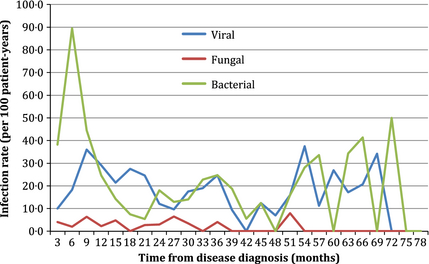 Infection rate (per 100 patient-years)
100·0
90·0
80·0
70·0
60·0
50·0
40·0
30·0
20·0
10·0
0·0
Viral
Fungal
Bacterial
3 6 9 12 15 18 21 24 27 30 33 36 39 42 45 48 51 54 57 60 63 66 69 72 75 78
Time from disease diagnosis (months)